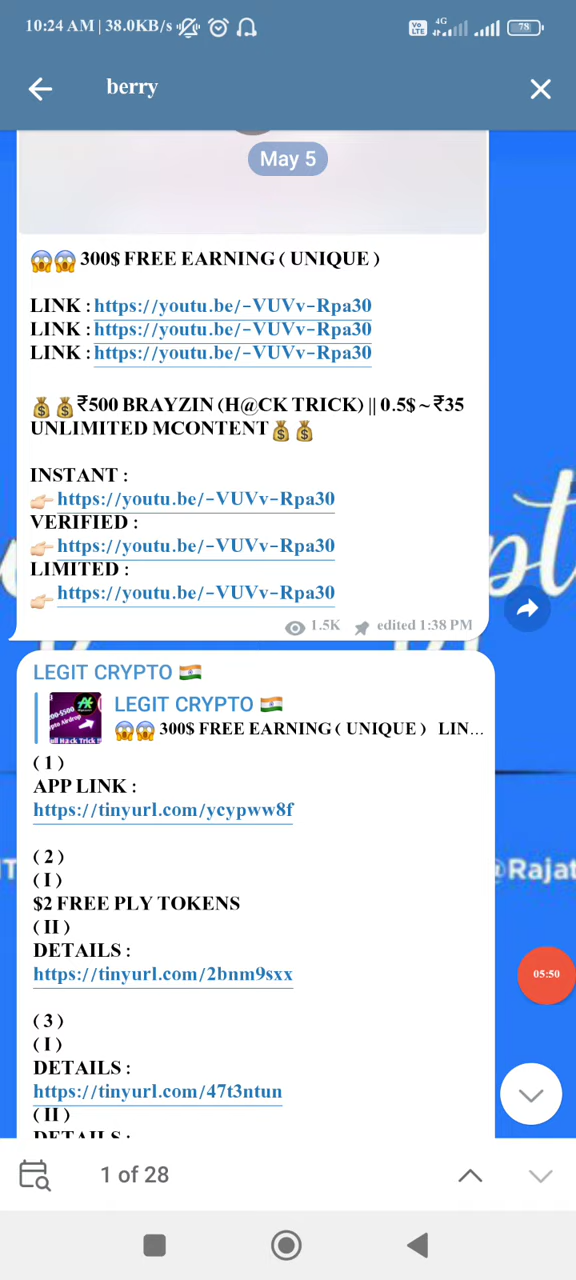 10:24 AM | 38.0KB/s
Vo LTE 4G 78
berry
May 5
😱😱 300$ FREE EARNING ( UNIQUE )
LINK : https://youtu.be/-VUVv-Rpa30
LINK : https://youtu.be/-VUVv-Rpa30
LINK : https://youtu.be/-VUVv-Rpa30
💰💰₹500 BRAYZIN (H@CK TRICK) || 0.5$ ~ ₹35
UNLIMITED MCONTENT💰💰
INSTANT :
👉🏻 https://youtu.be/-VUVv-Rpa30
VERIFIED :
👉🏻 https://youtu.be/-VUVv-Rpa30
LIMITED :
👉🏻 https://youtu.be/-VUVv-Rpa30
1.5K edited 1:38 PM
LEGIT CRYPTO 🇮🇳
LEGIT CRYPTO 🇮🇳
😱😱 300$ FREE EARNING ( UNIQUE ) LIN...
( 1 )
APP LINK :
https://tinyurl.com/ycypww8f
( 2 )
( I )
@Rajat
$2 FREE PLY TOKENS
( II )
DETAILS :
https://tinyurl.com/2bnm9sxx
05:50
( 3 )
( I )
DETAILS :
https://tinyurl.com/47t3ntun
( II )
DETAILS :
1 of 28